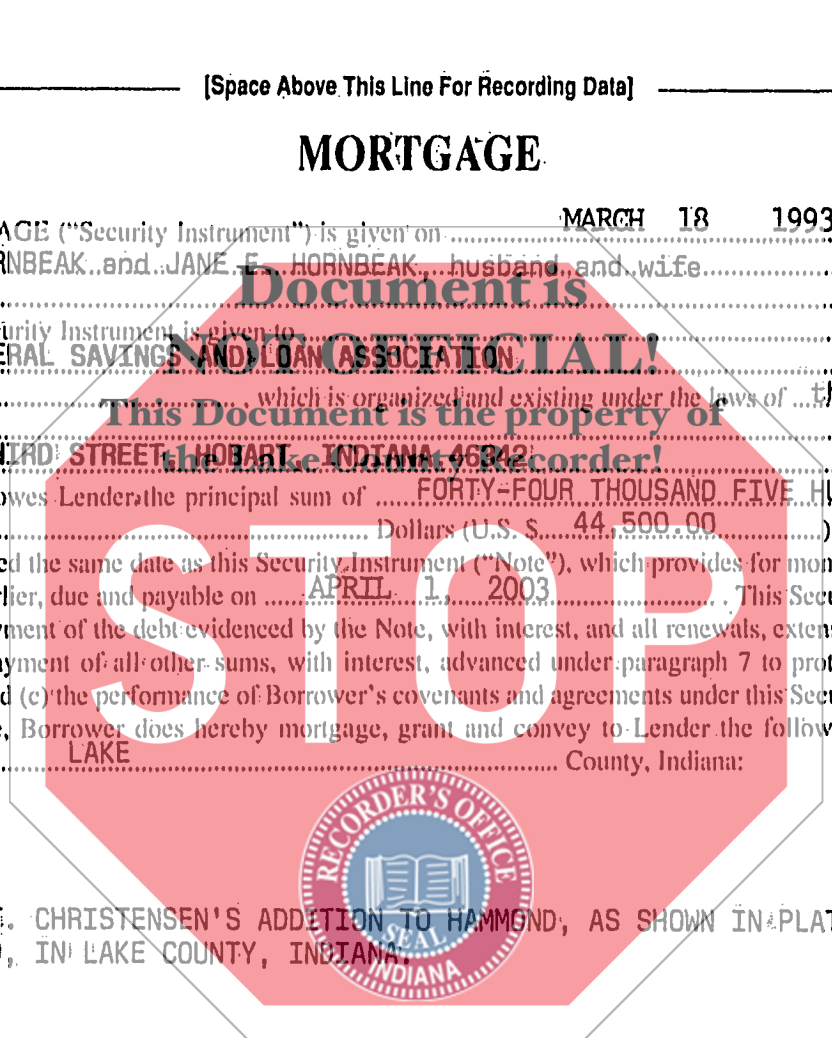 [Space Above This Line For Recording Data]
MORTGAGE
AGE ("Security Instrument") is given on MARCH 18 1993
RNBEAK and JANE E. HORNBEAK, husband and wife
Document is
urity Instrument is given to
ERAL SAVINGS AND LOAN ASSOCIATION
NOT OFFICIAL!
, which is organized and existing under the laws of th
This Document is the property of
HIRD STREET, HOBART, INDIANA 46342
the Lake County Recorder!
owes Lender the principal sum of FORTY-FOUR THOUSAND FIVE HU
Dollars (U.S. $ 44,500.00 )
ed the same date as this Security Instrument ("Note"), which provides for mon
lier, due and payable on APRIL 1, 2003 . This Secu
yment of the debt evidenced by the Note, with interest, and all renewals, extens
yment of all other sums, with interest, advanced under paragraph 7 to prot
d (c) the performance of Borrower's covenants and agreements under this Sec
e, Borrower does hereby mortgage, grant and convey to Lender the follow
STOP
LAKE County, Indiana:
RECORDER'S OFFICE
SEAL
INDIANA
CHRISTENSEN'S ADDITION TO HAMMOND, AS SHOWN IN PLAT
, IN LAKE COUNTY, INDIANA.